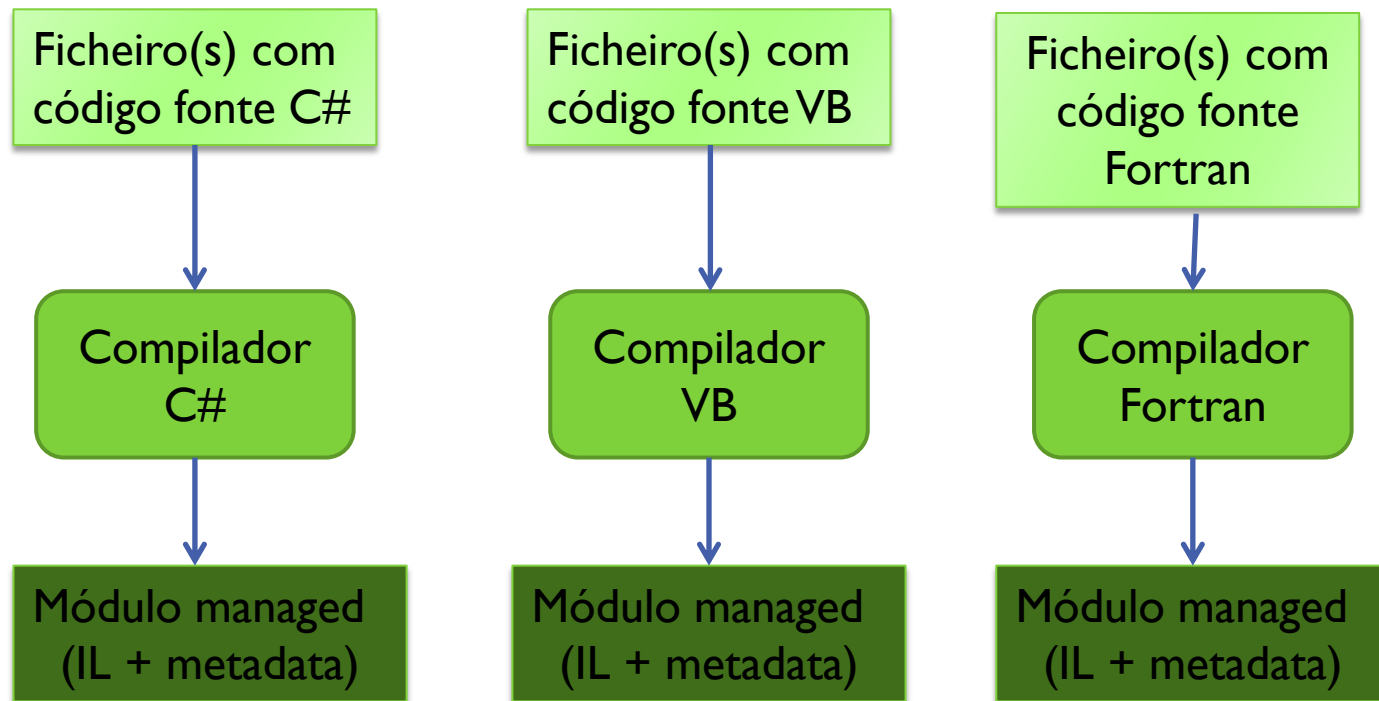 Ficheiro(s) com
código fonte C#
Ficheiro(s) com
código fonte VB
Ficheiro(s) com
código fonte
Fortran
Compilador
C#
Compilador
VB
Compilador
Fortran
Módulo managed
(IL + metadata)
Módulo managed
(IL + metadata)
Módulo managed
(IL + metadata)